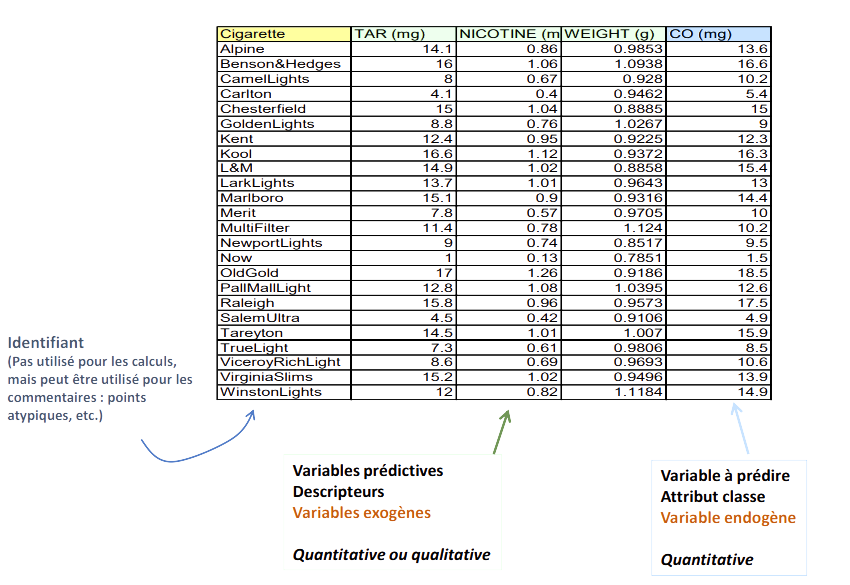 Cigarette TAR (mg) NICOTINE (m WEIGHT (g) CO (mg)
Alpine 14.1 0.86 0.9853 13.6
Benson&Hedges 16 1.06 1.0938 16.6
CamelLights 8 0.67 0.928 10.2
Carlton 4.1 0.4 0.9462 5.4
Chesterfield 15 1.04 0.8885 15
GoldenLights 8.8 0.76 1.0267 9
Kent 12.4 0.95 0.9225 12.3
Kool 16.6 1.12 0.9372 16.3
L&M 14.9 1.02 0.8858 15.4
LarkLights 13.7 1.01 0.9643 13
Marlboro 15.1 0.9 0.9316 14.4
Merit 7.8 0.57 0.9705 10
MultiFilter 11.4 0.78 1.124 10.2
NewportLights 9 0.74 0.8517 9.5
Now 1 0.13 0.7851 1.5
OldGold 17 1.26 0.9186 18.5
PallMallLight 12.8 1.08 1.0395 12.6
Raleigh 15.8 0.96 0.9573 17.5
SalemUltra 4.5 0.42 0.9106 4.9
Tareyton 14.5 1.01 1.007 15.9
TrueLight 7.3 0.61 0.9806 8.5
ViceroyRichLight 8.6 0.69 0.9693 10.6
VirginiaSlims 15.2 1.02 0.9496 13.9
WinstonLights 12 0.82 1.1184 14.9
Identifiant
(Pas utilisé pour les calculs,
mais peut être utilisé pour les
commentaires : points
atypiques, etc.)
Variables prédictives
Descripteurs
Variables exogènes
Quantitative ou qualitative
Variable à prédire
Attribut classe
Variable endogène
Quantitative